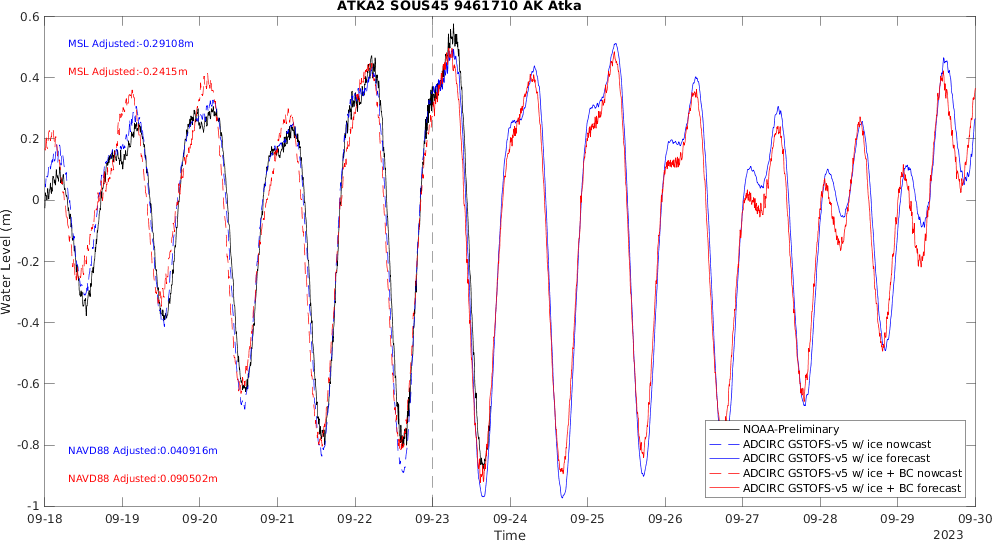 ATKA2 SOUS45 9461710 AK Atka
0.6
0.4
0.2
0
-0.2
-0.4
-0.6
-0.8
-1
Water Level (m)
MSL Adjusted:-0.29108m
MSL Adjusted:-0.2415m
NAVD88 Adjusted:0.040916m
NAVD88 Adjusted:0.090502m
NOAA-Preliminary
ADCIRC GSTOFS-v5 w/ ice nowcast
ADCIRC GSTOFS-v5 w/ ice forecast
ADCIRC GSTOFS-v5 w/ ice + BC nowcast
ADCIRC GSTOFS-v5 w/ ice + BC forecast
09-18 09-19 09-20 09-21 09-22 09-23 09-24 09-25 09-26 09-27 09-28 09-29 09-30
Time
2023